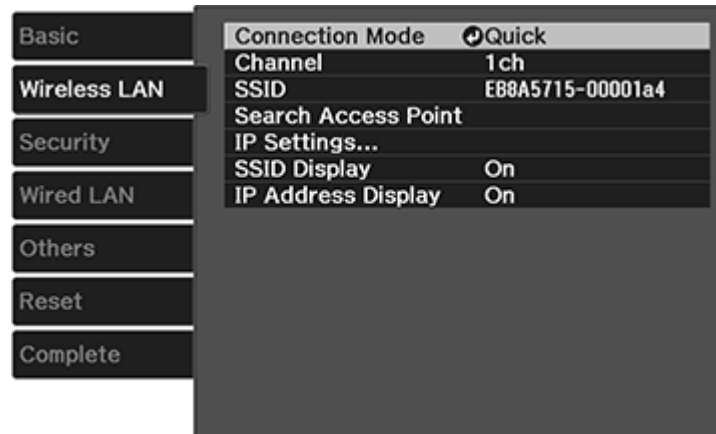 Basic
Wireless LAN
Security
Wired LAN
Others
Reset
Complete
Connection Mode Quick
Channel 1ch
SSID EB8A5715-00001a4
Search Access Point
IP Settings...
SSID Display On
IP Address Display On